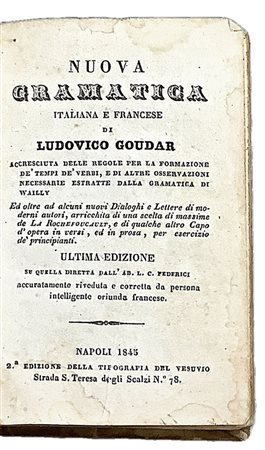 NUOVA
GRAMATICA
ITALIANA E FRANCESE
DI
LUDOVICO GOUDAR
ACCRESCIUTA DELLE REGOLE PER LA FORMAZIONE
DE' TEMPI DE' VERBI, E DI ALTRE OSSERVAZIONI
NECESSARIE ESTRATTE DALLA GRAMATICA DI
WAILLY
Ed oltre ad alcuni nuovi Dialoghi e Lettere di mo-
derni autori, arricchita di una scelta di massime
de LA ROCHEFOUCAULT, e di qualche altro Capo
d'opera in versi, ed in prosa, per esercizio
de' principianti.
ULTIMA EDIZIONE
SU QUELLA DIRETTA DALL' AB. L. C. FEDERICI
accuratamente riveduta e corretta da persona
intelligente oriunda francese.
NAPOLI 1845
2.ª EDIZIONE DELLA TIPOGRAFIA DEL VESUVIO
Strada S. Teresa degli Scalzi N.º 78.